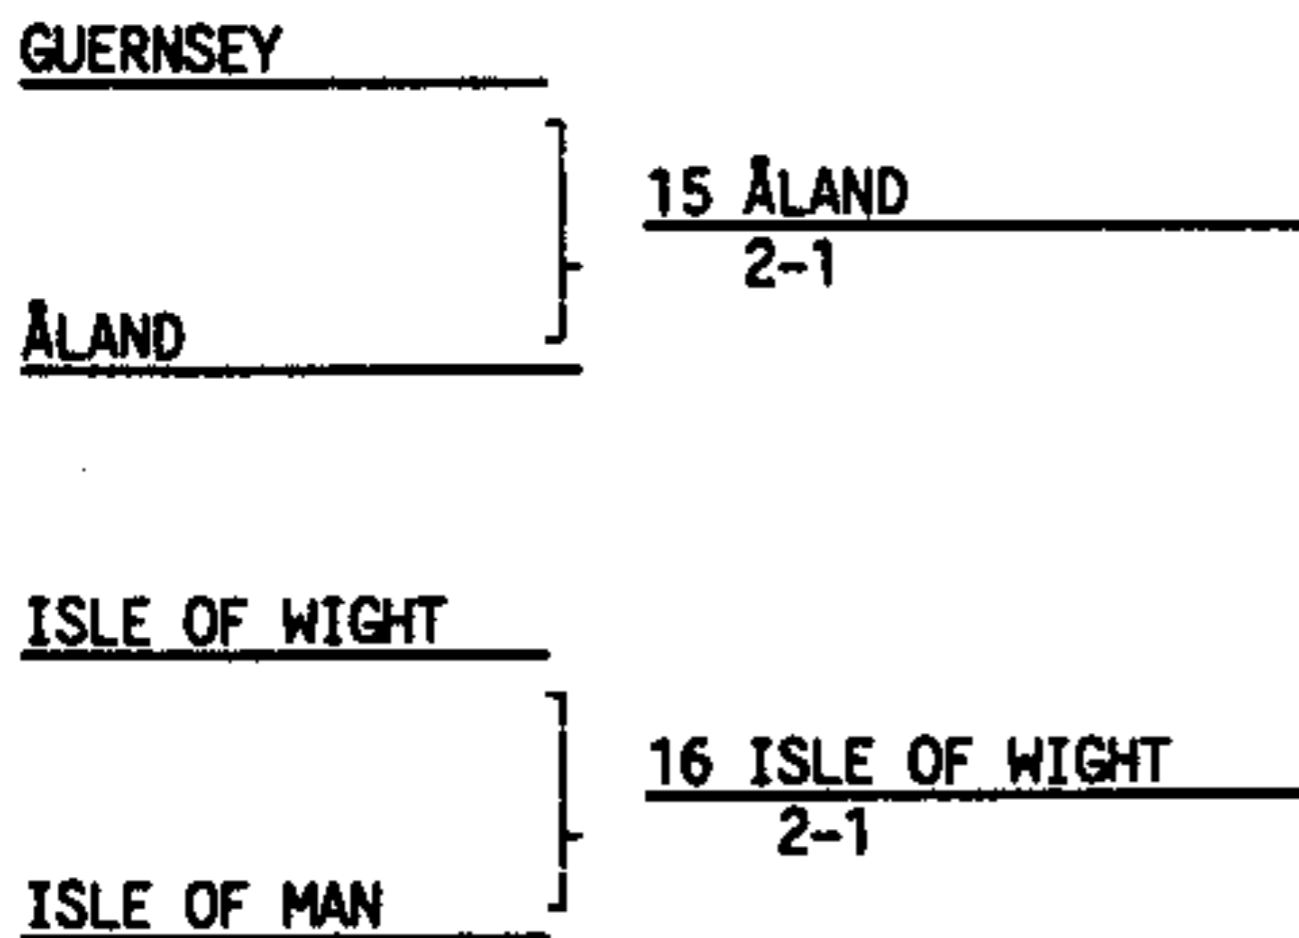 GUERNSEY
15 ÅLAND
2-1
ÅLAND
ISLE OF WIGHT
16 ISLE OF WIGHT
2-1
ISLE OF MAN